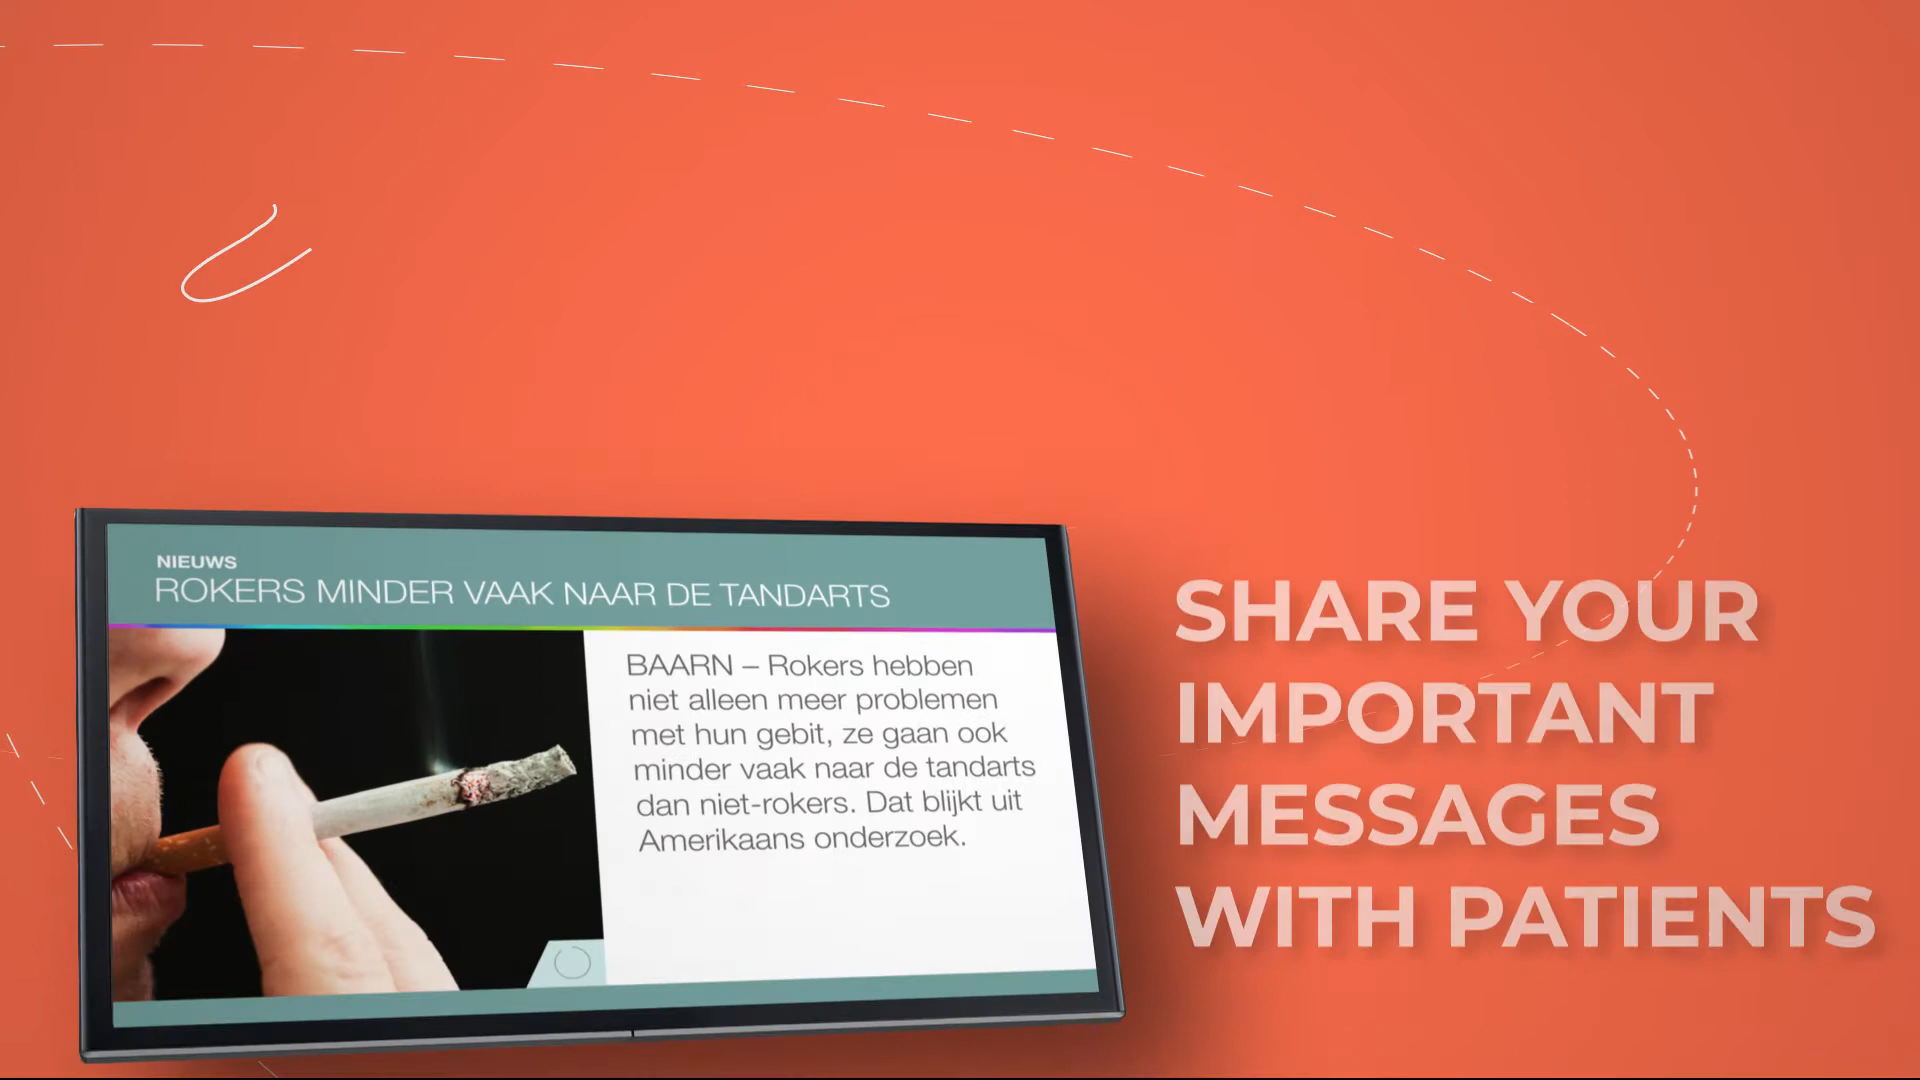 NIEUWS
ROKERS MINDER VAAK NAAR DE TANDARTS
BAARN – Rokers hebben
niet alleen meer problemen
met hun gebit, ze gaan ook
minder vaak naar de tandarts
dan niet-rokers. Dat blijkt uit
Amerikaans onderzoek.
SHARE YOUR
IMPORTANT
MESSAGES
WITH PATIENTS